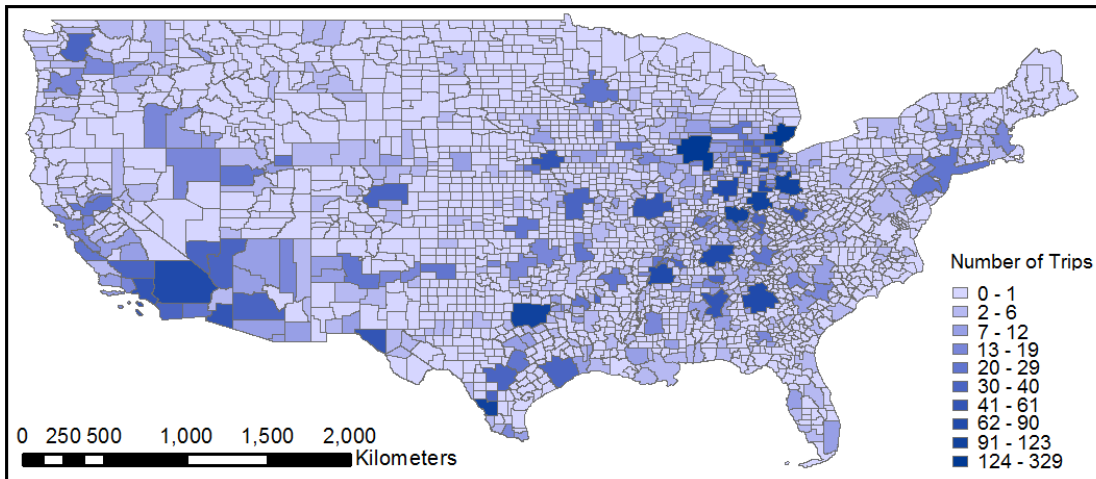 Number of Trips
0 - 1
2 - 6
7 - 12
13 - 19
20 - 29
30 - 40
41 - 61
62 - 90
91 - 123
124 - 329
0 250 500 1,000 1,500 2,000
Kilometers